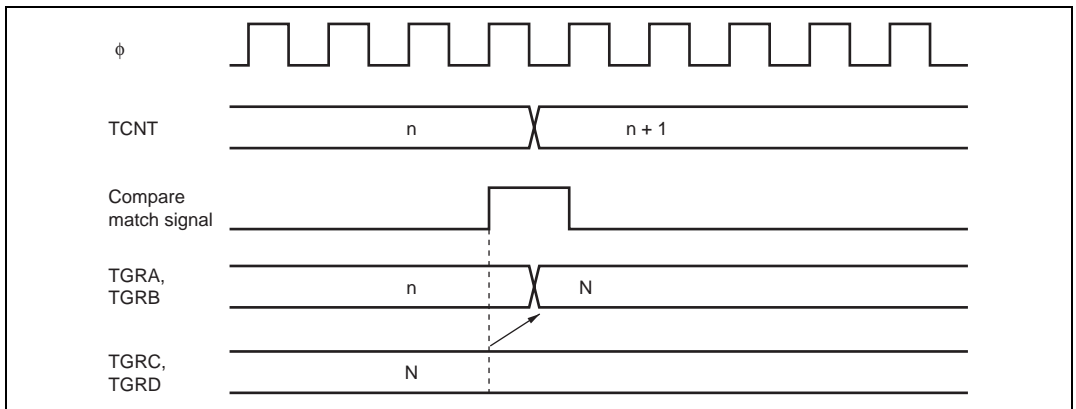 ϕ
TCNT
n
n + 1
Compare
match signal
TGRA,
TGRB
n
N
TGRC,
TGRD
N